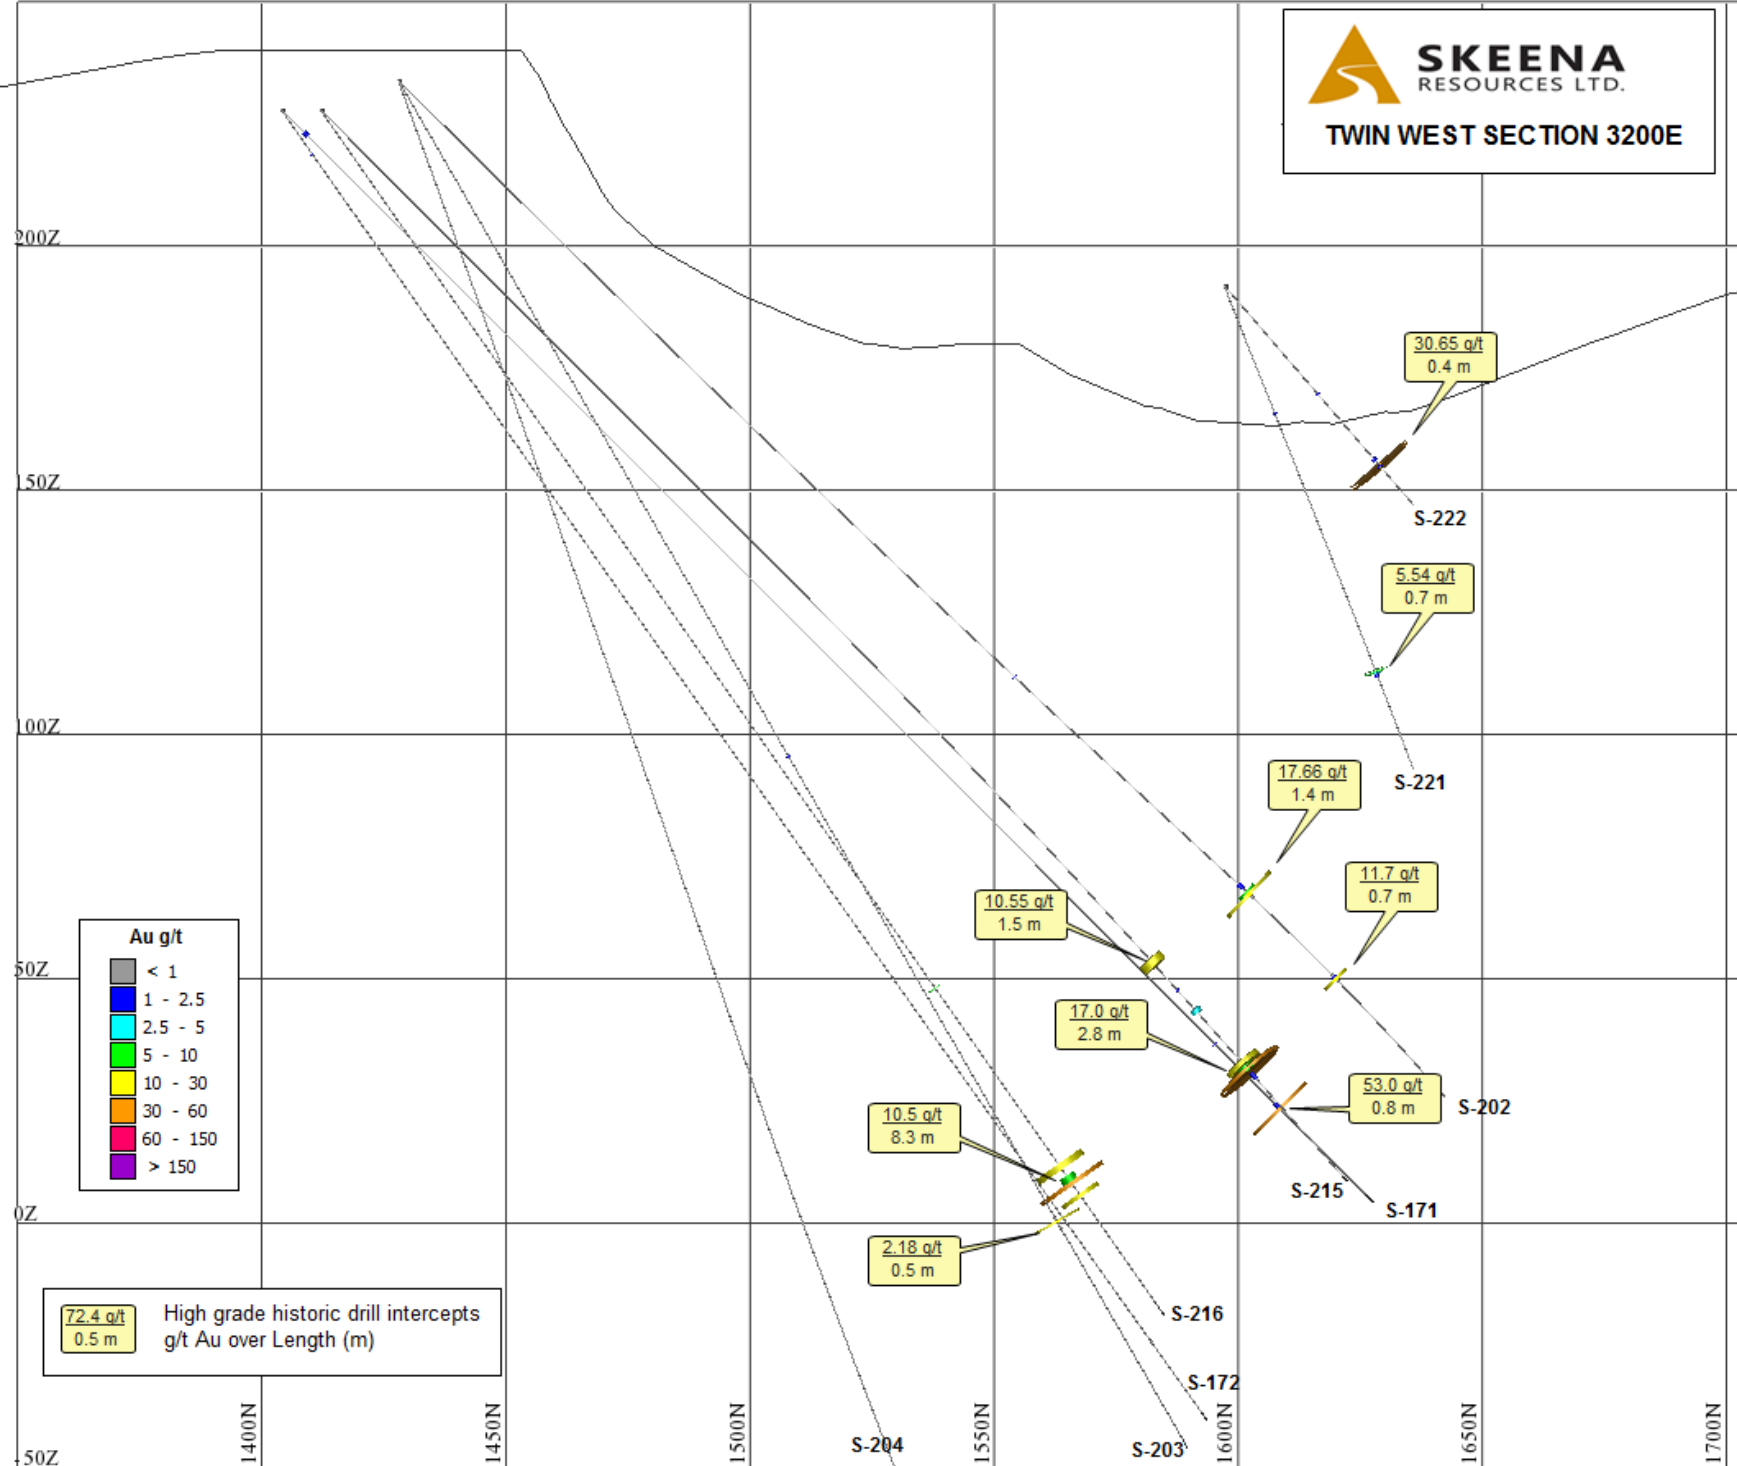 SKEENA
RESOURCES LTD.
TWIN WEST SECTION 3200E
200Z
30.65 g/t
0.4 m
150Z
S-222
5.54 g/t
0.7 m
100Z
S-221
17.66 g/t
1.4 m
11.7 g/t
0.7 m
10.55 g/t
1.5 m
50Z
17.0 g/t
2.8 m
53.0 g/t
0.8 m
S-202
10.5 g/t
8.3 m
S-215
S-171
0Z
2.18 g/t
0.5 m
S-216
S-172
S-203
S-204
Au g/t
< 1
1 - 2.5
2.5 - 5
5 - 10
10 - 30
30 - 60
60 - 150
> 150
72.4 g/t
0.5 m
High grade historic drill intercepts
g/t Au over Length (m)
-50Z
1400N
1450N
1500N
1550N
1600N
1650N
1700N